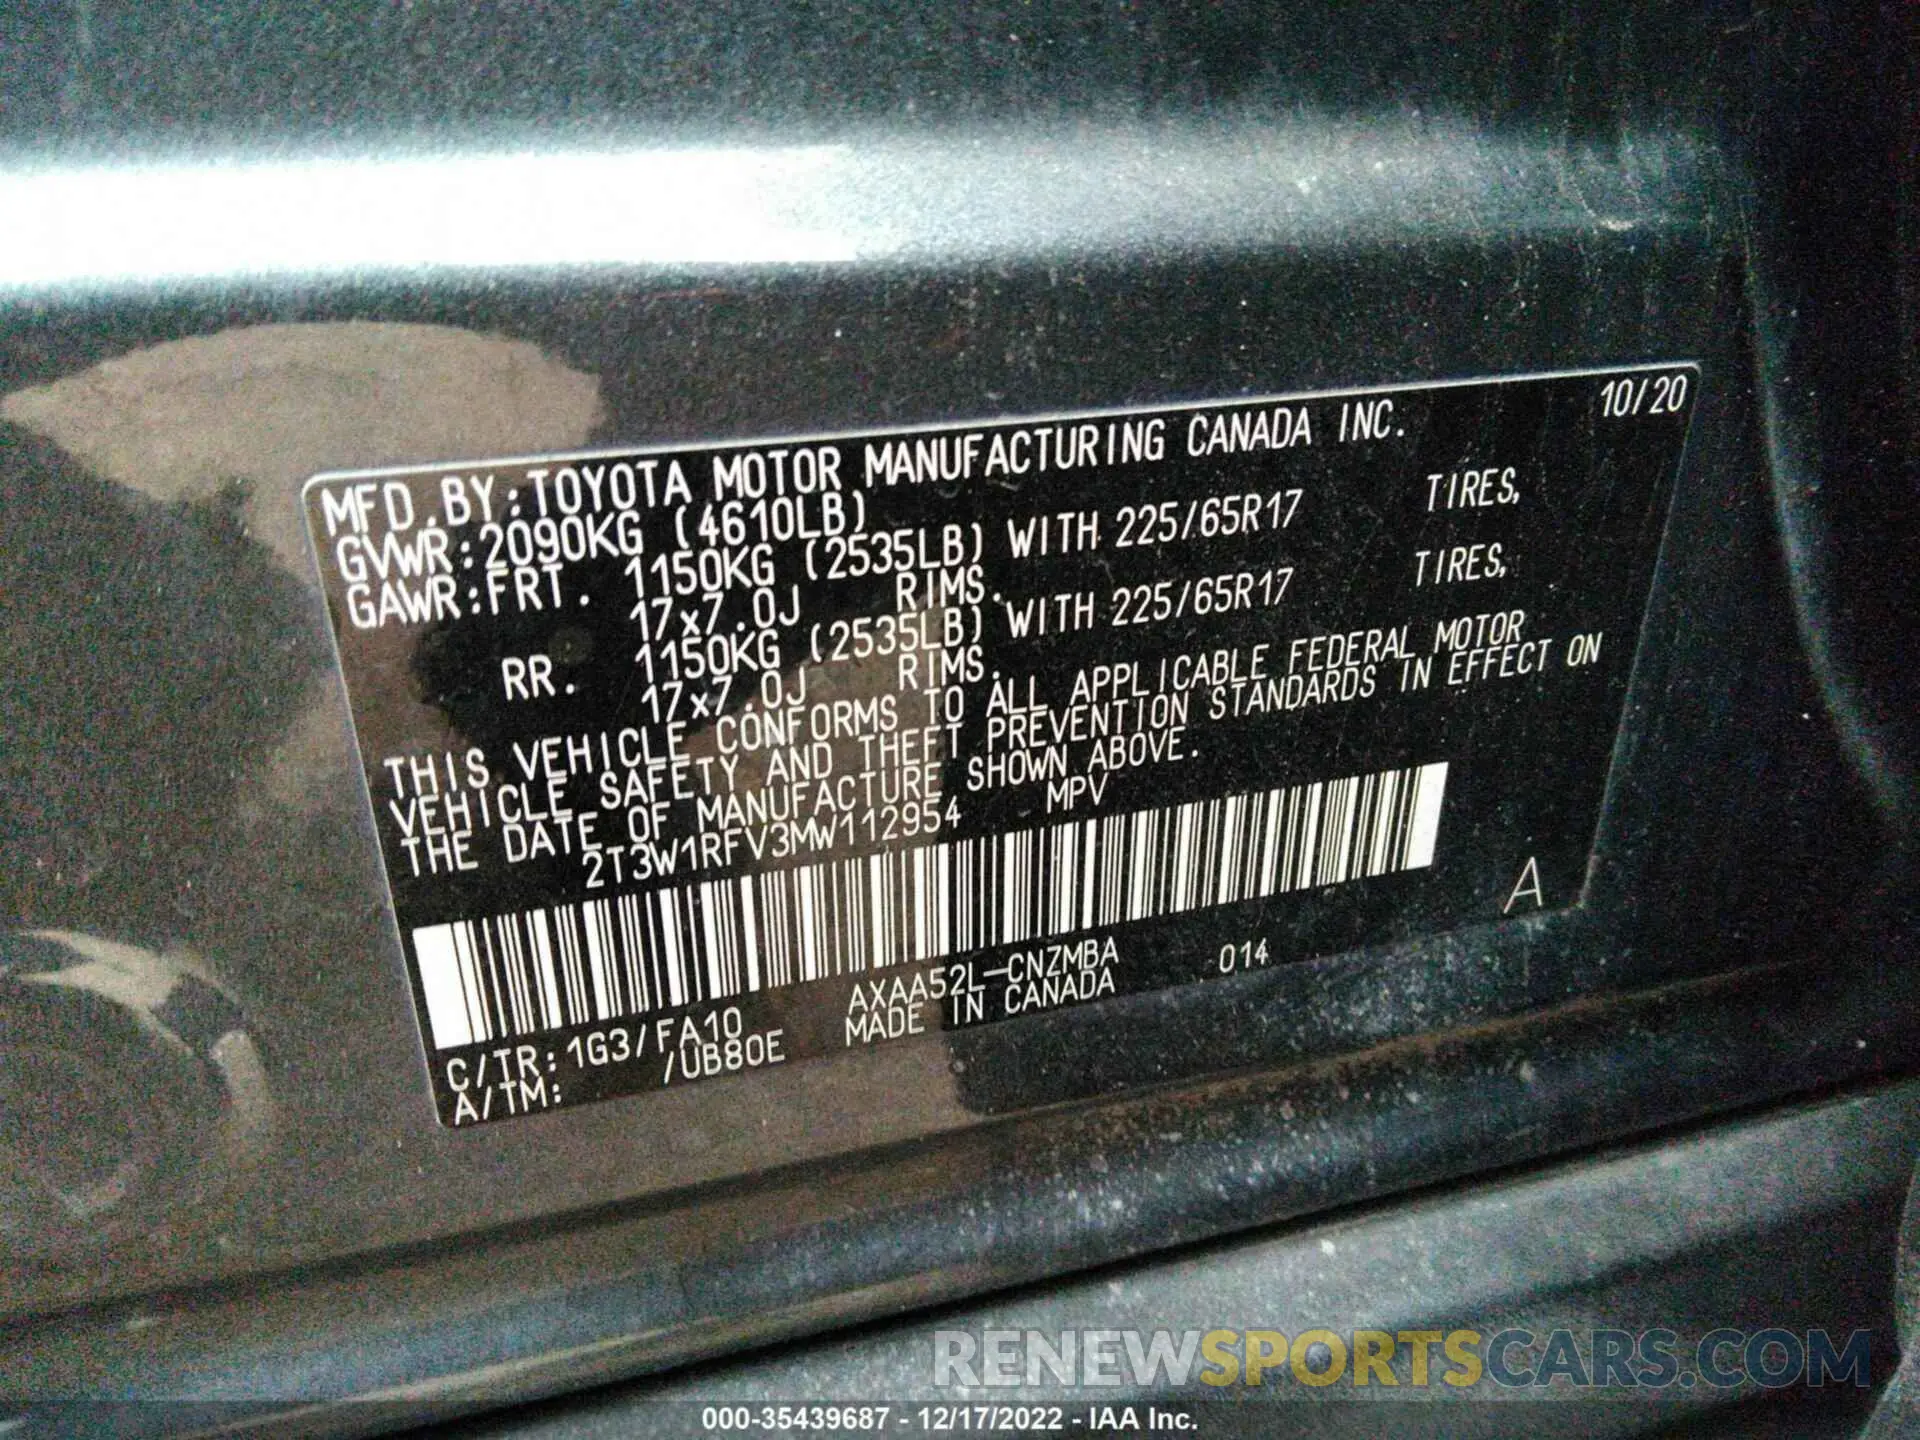 10/20
MFD.BY:TOYOTA MOTOR MANUFACTURING CANADA INC.
GVWR:2090KG (4610LB)
GAWR:FRT. 1150KG (2535LB) WITH 225/65R17 TIRES,
17x7.0J RIMS.
RR. 1150KG (2535LB) WITH 225/65R17 TIRES,
17x7.0J RIMS.
THIS VEHICLE CONFORMS TO ALL APPLICABLE FEDERAL MOTOR
VEHICLE SAFETY AND THEFT PREVENTION STANDARDS IN EFFECT ON
THE DATE OF MANUFACTURE SHOWN ABOVE.
2T3W1RFV3MW112954 MPV
A
C/TR:1G3/FA10 AXAA52L-CNZMBA 014
A/TM: /UB80E MADE IN CANADA
RENEWSPORTSCARS.COM
000-35439687 - 12/17/2022 - IAA Inc.